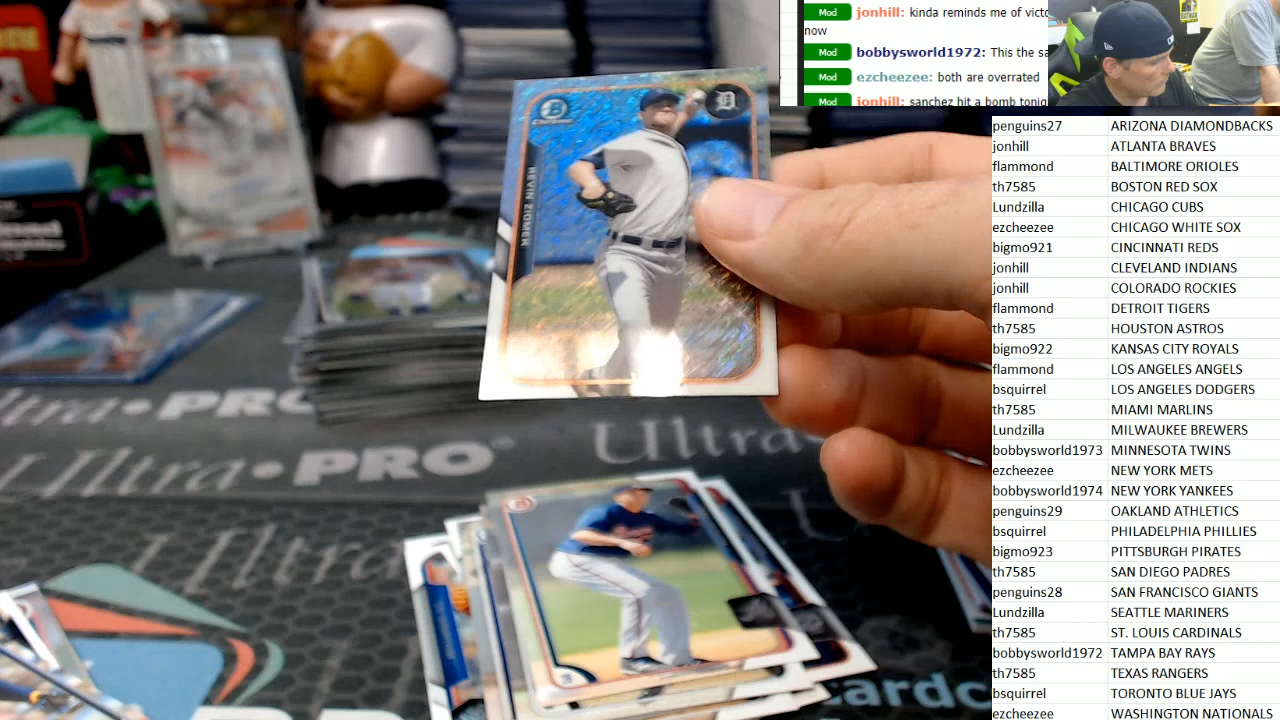 Mod jonhill: kinda reminds me of victo
now
Mod bobbysworld1972: This the sa
Mod ezcheezee: both are overrated
Mod jonhill: sanchez hit a bomb tonig
penguins27 ARIZONA DIAMONDBACKS
jonhill ATLANTA BRAVES
flammond BALTIMORE ORIOLES
th7585 BOSTON RED SOX
Lundzilla CHICAGO CUBS
ezcheezee CHICAGO WHITE SOX
bigmo921 CINCINNATI REDS
jonhill CLEVELAND INDIANS
jonhill COLORADO ROCKIES
flammond DETROIT TIGERS
th7585 HOUSTON ASTROS
bigmo922 KANSAS CITY ROYALS
flammond LOS ANGELES ANGELS
bsquirrel LOS ANGELES DODGERS
th7585 MIAMI MARLINS
Lundzilla MILWAUKEE BREWERS
bobbysworld1973 MINNESOTA TWINS
ezcheezee NEW YORK METS
bobbysworld1974 NEW YORK YANKEES
penguins29 OAKLAND ATHLETICS
bsquirrel PHILADELPHIA PHILLIES
bigmo923 PITTSBURGH PIRATES
th7585 SAN DIEGO PADRES
penguins28 SAN FRANCISCO GIANTS
Lundzilla SEATTLE MARINERS
th7585 ST. LOUIS CARDINALS
bobbysworld1972 TAMPA BAY RAYS
th7585 TEXAS RANGERS
bsquirrel TORONTO BLUE JAYS
ezcheezee WASHINGTON NATIONALS
Chrome
D
KEVIN ZIOMEK
Ultra PRO
Ultra
Ultra PRO
Ultra